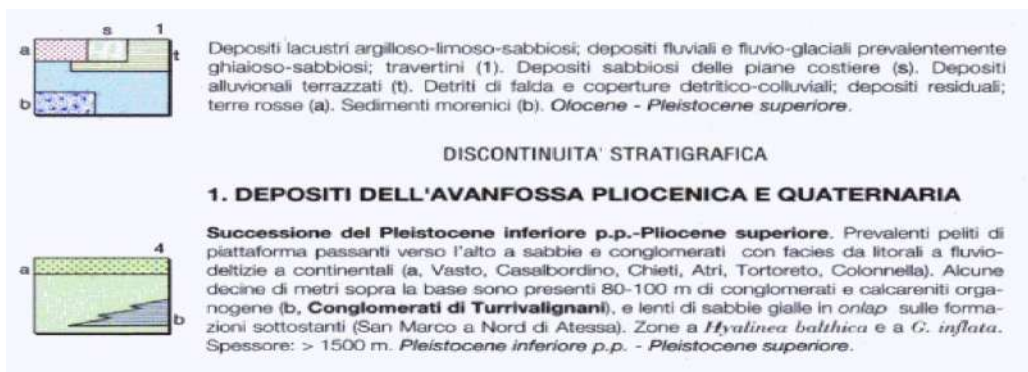 s 1
a t
b
Depositi lacustri argilloso-limoso-sabbiosi; depositi fluviali e fluvio-glaciali prevalentemente
ghiaioso-sabbiosi; travertini (1). Depositi sabbiosi delle piane costiere (s). Depositi
alluvionali terrazzati (t). Detriti di falda e coperture detritico-colluviali; depositi residuali;
terre rosse (a). Sedimenti morenici (b). Olocene - Pleistocene superiore.
DISCONTINUITA' STRATIGRAFICA
1. DEPOSITI DELL'AVANFOSSA PLIOCENICA E QUATERNARIA
4
a
b
Successione del Pleistocene inferiore p.p.-Pliocene superiore. Prevalenti peliti di
piattaforma passanti verso l'alto a sabbie e conglomerati con facies da litorali a fluvio-
deltizie a continentali (a, Vasto, Casalbordino, Chieti, Atri, Tortoreto, Colonnella). Alcune
decine di metri sopra la base sono presenti 80-100 m di conglomerati e calcareniti orga-
nogene (b, Conglomerati di Turrivalignani), e lenti di sabbie gialle in onlap sulle forma-
zioni sottostanti (San Marco a Nord di Atessa). Zone a Hyalinea balthica e a G. inflata.
Spessore: > 1500 m. Pleistocene inferiore p.p. - Pleistocene superiore.